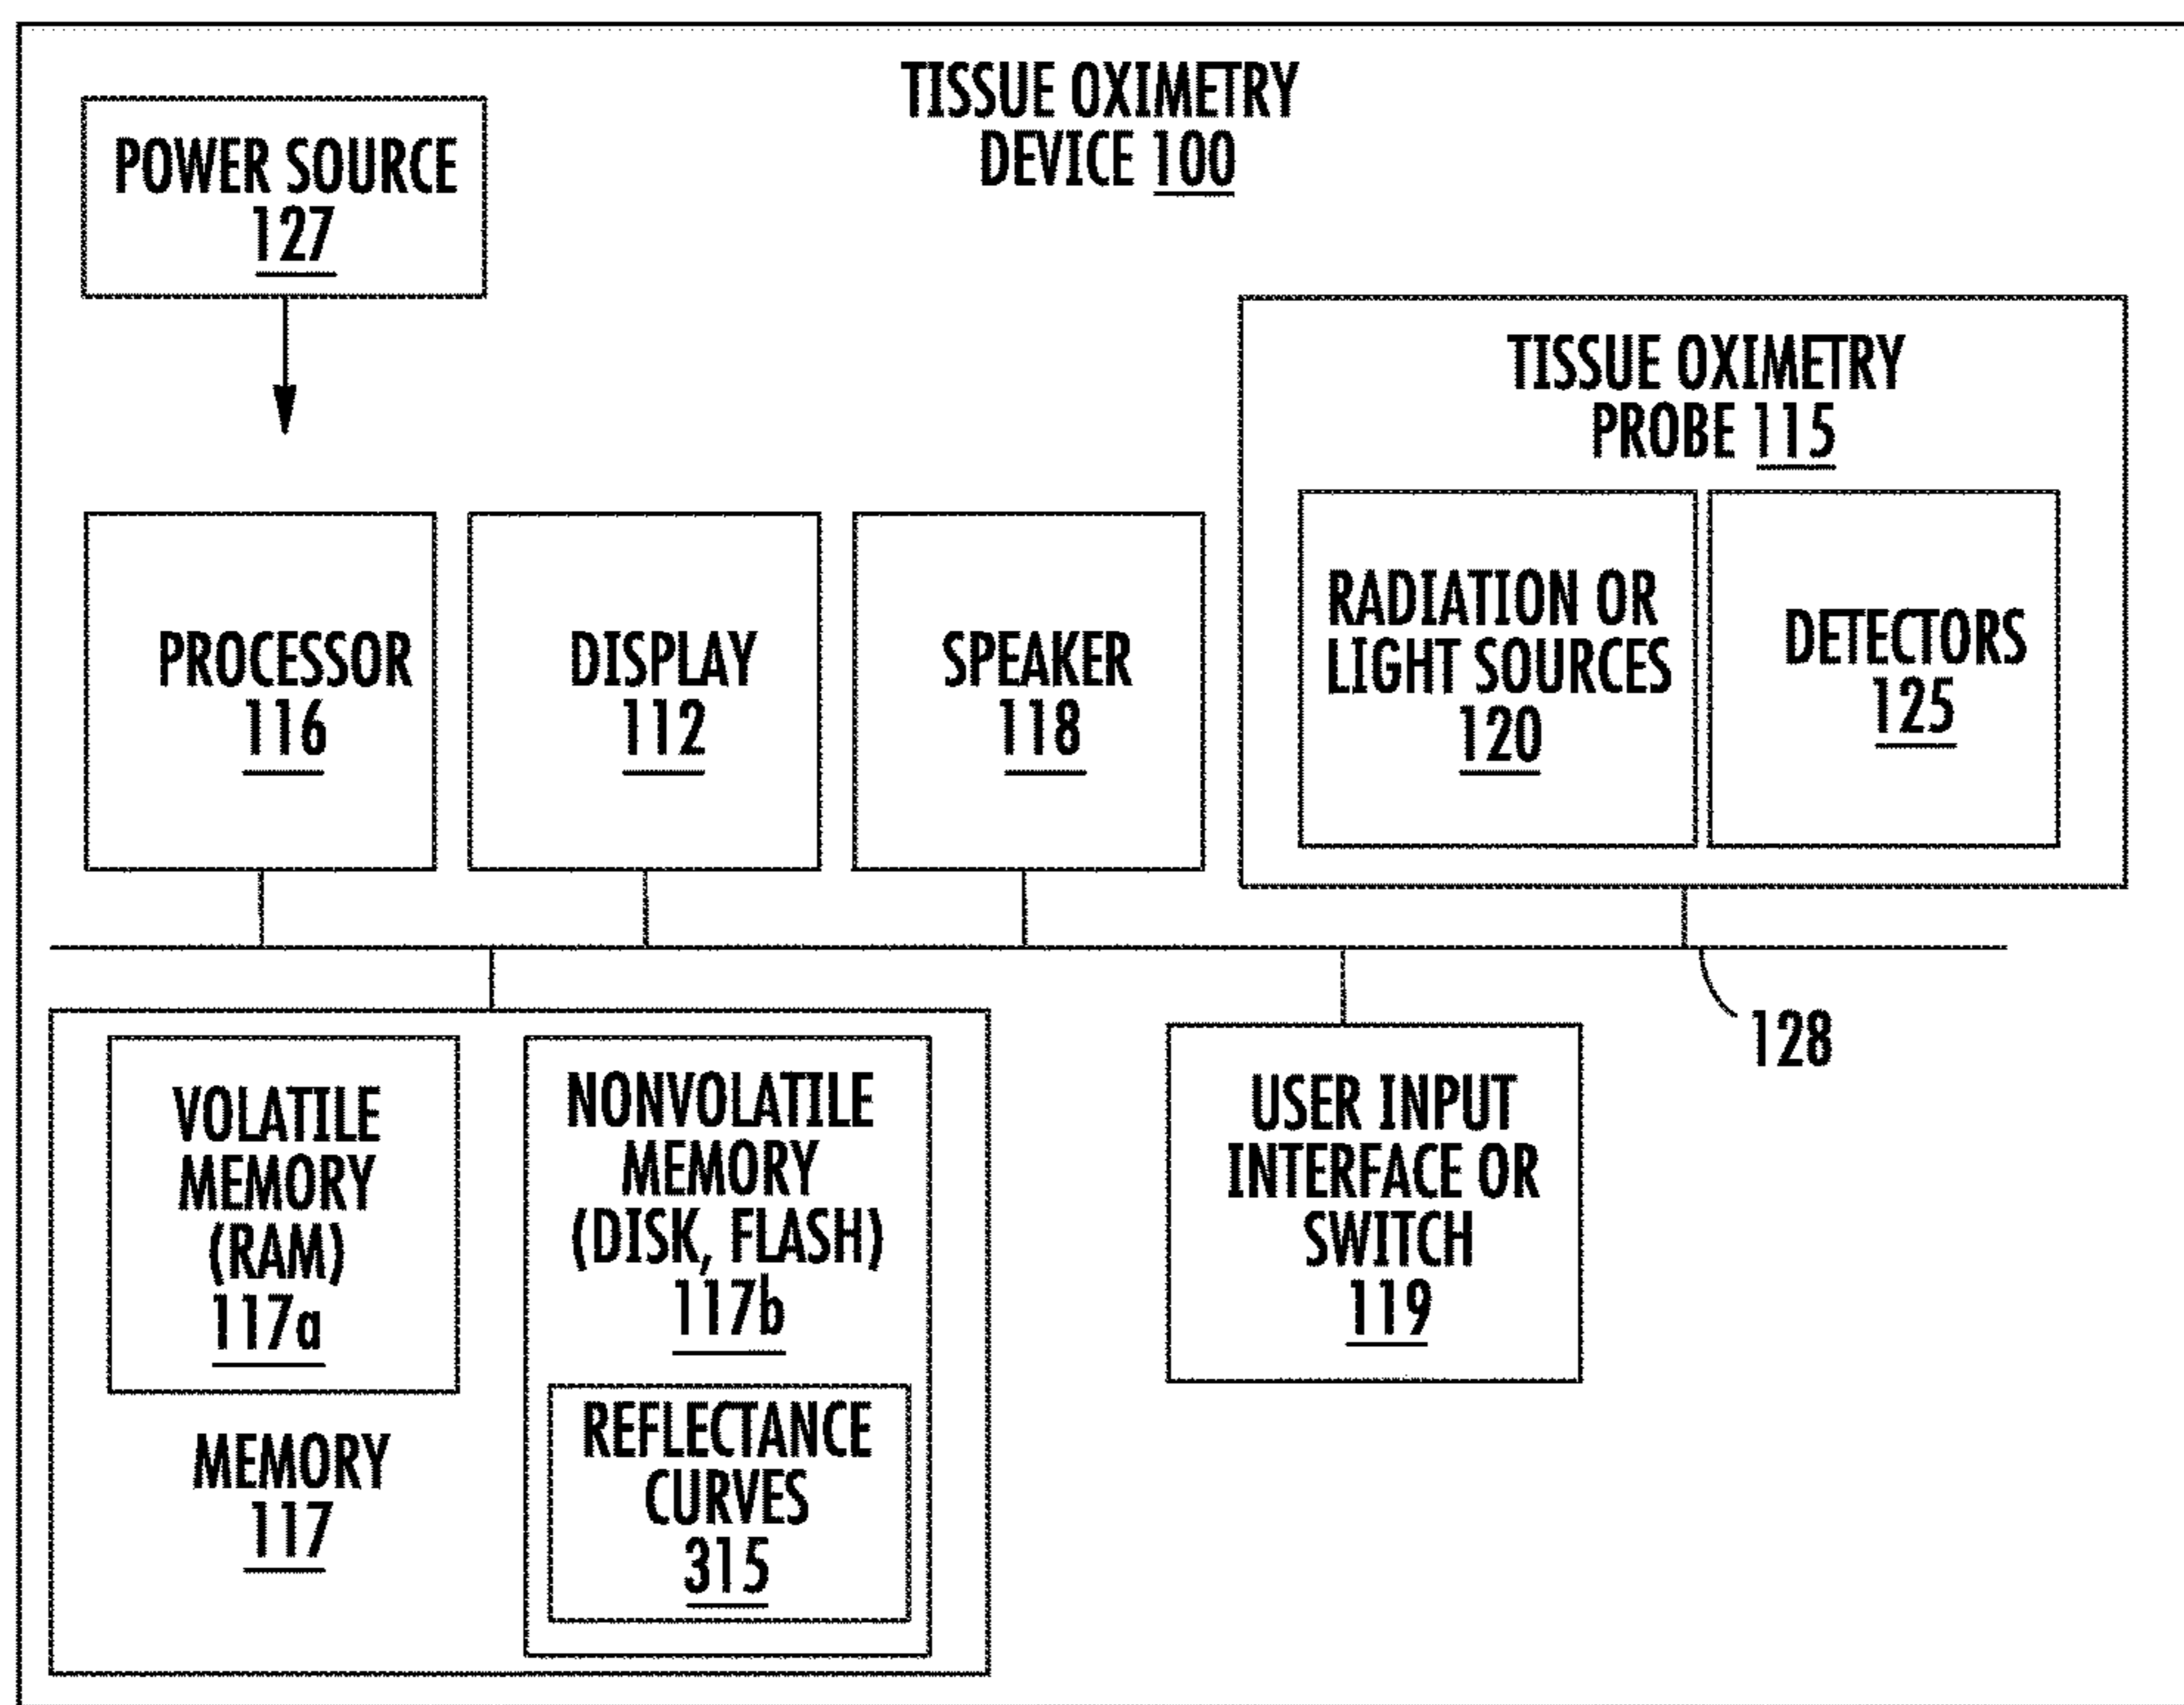 TISSUE OXIMETRY
DEVICE 100
POWER SOURCE
127
TISSUE OXIMETRY
PROBE 115
PROCESSOR
116
DISPLAY
112
SPEAKER
118
RADIATION OR
LIGHT SOURCES
120
DETECTORS
125
128
VOLATILE
MEMORY
(RAM)
117a
MEMORY
117
NONVOLATILE
MEMORY
(DISK, FLASH)
117b
REFLECTANCE
CURVES
315
USER INPUT
INTERFACE OR
SWITCH
119